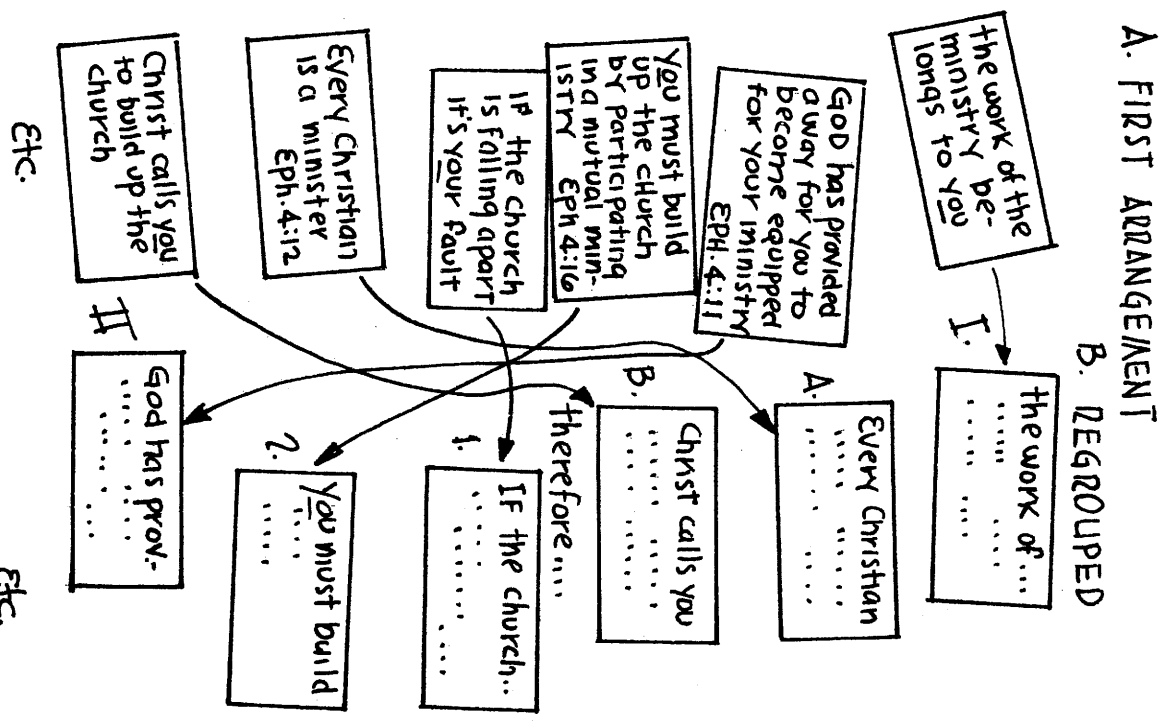 A. FIRST ARRANGEMENT
the work of the
ministry be-
longs to you
GOD has provided
a way for you to
become equipped
for your ministry
EPH. 4:11
You must build
up the church
by participating
in a mutual min-
istry Eph 4:16
IF the church
is falling apart
it's your fault
Every Christian
is a minister
Eph. 4:12
Christ calls you
to build up the
church
Etc.
B. REGROUPED
I.
the work of ...
..... ....
..... ....
A.
Every Christian
..... ......
..... ....
B.
Christ calls you
..... .....
..... .....
therefore....
1.
IF the church..
.... ...... ....
2.
You must build
....
.....
II
God has prov.-
.... ....
..... ...
Etc.